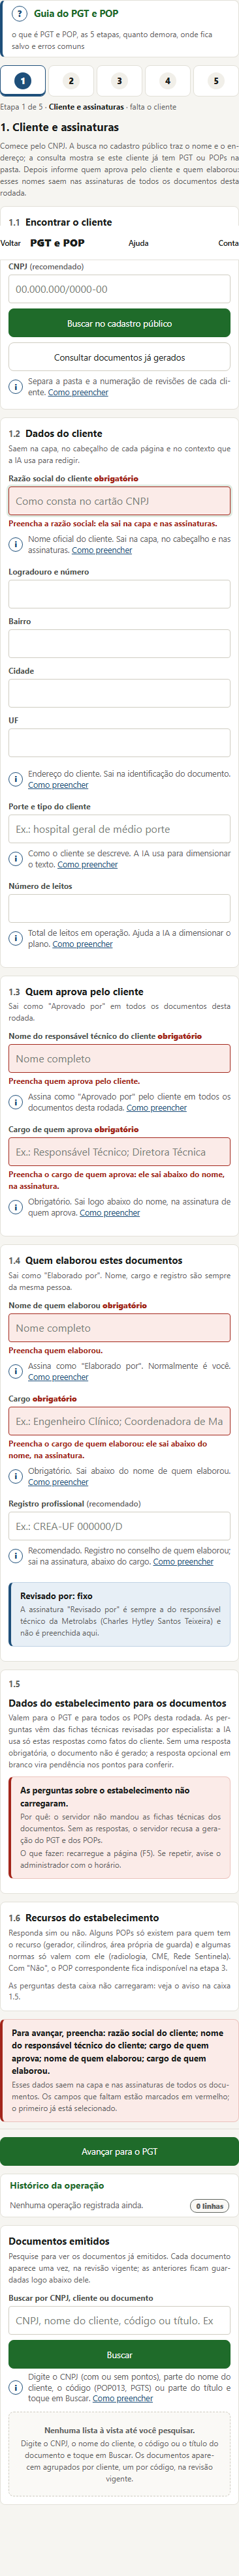 ? Guia do PGT e POP
o que é PGT e POP, as 5 etapas, quanto demora, onde fica
salvo e erros comuns
1 2 3 4 5
Etapa 1 de 5 · Cliente e assinaturas · falta o cliente
1. Cliente e assinaturas
Comece pelo CNPJ. A busca no cadastro público traz o nome e o en-
dereço; a consulta mostra se este cliente já tem PGT ou POPs na
pasta. Depois informe quem aprova pelo cliente e quem elaborou:
esses nomes saem nas assinaturas de todos os documentos desta
rodada.
1.1 Encontrar o cliente
Voltar PGT e POP Ajuda Conta
CNPJ (recomendado)
00.000.000/0000-00
Buscar no cadastro público
Consultar documentos já gerados
i Separa a pasta e a numeração de revisões de cada cli-
ente. Como preencher
1.2 Dados do cliente
Saem na capa, no cabeçalho de cada página e no contexto que
a IA usa para redigir.
Razão social do cliente obrigatório
Como consta no cartão CNPJ
Preencha a razão social: ela sai na capa e nas assinaturas.
i Nome oficial do cliente. Sai na capa, no cabeçalho e nas
assinaturas. Como preencher
Logradouro e número
Bairro
Cidade
UF
i Endereço do cliente. Sai na identificação do documento.
Como preencher
Porte e tipo do cliente
Ex.: hospital geral de médio porte
i Como o cliente se descreve. A IA usa para dimensionar
o texto. Como preencher
Número de leitos
i Total de leitos em operação. Ajuda a IA a dimensionar o
plano. Como preencher
1.3 Quem aprova pelo cliente
Sai como "Aprovado por" em todos os documentos desta
rodada.
Nome do responsável técnico do cliente obrigatório
Nome completo
Preencha quem aprova pelo cliente.
i Assina como "Aprovado por" pelo cliente em todos os
documentos desta rodada. Como preencher
Cargo de quem aprova obrigatório
Ex.: Responsável Técnico; Diretora Técnica
Preencha o cargo de quem aprova: ele sai abaixo do nome,
na assinatura.
i Obrigatório. Sai logo abaixo do nome, na assinatura de
quem aprova. Como preencher
1.4 Quem elaborou estes documentos
Sai como "Elaborado por". Nome, cargo e registro são sempre
da mesma pessoa.
Nome de quem elaborou obrigatório
Nome completo
Preencha quem elaborou.
i Assina como "Elaborado por". Normalmente é você.
Como preencher
Cargo obrigatório
Ex.: Engenheiro Clínico; Coordenadora de Ma
Preencha o cargo de quem elaborou: ele sai abaixo do
nome, na assinatura.
i Obrigatório. Sai abaixo do nome de quem elaborou.
Como preencher
Registro profissional (recomendado)
Ex.: CREA-UF 000000/D
i Recomendado. Registro no conselho de quem elaborou;
sai na assinatura, abaixo do cargo. Como preencher
Revisado por: fixo
A assinatura "Revisado por" é sempre a do responsável
técnico da Metrolabs (Charles Hytley Santos Teixeira) e
não é preenchida aqui.
1.5
Dados do estabelecimento para os documentos
Valem para o PGT e para todos os POPs desta rodada. As per-
guntas vêm das fichas técnicas revisadas por especialista: a IA
usa só estas respostas como fatos do cliente. Sem uma resposta
obrigatória, o documento não é gerado; a resposta opcional em
branco vira pendência nos pontos para conferir.
As perguntas sobre o estabelecimento não
carregaram.
Por quê: o servidor não mandou as fichas técnicas dos
documentos. Sem as respostas, o servidor recusa a gera-
ção do PGT e dos POPs.
O que fazer: recarregue a página (F5). Se repetir, avise o
administrador com o horário.
1.6 Recursos do estabelecimento
Responda sim ou não. Alguns POPs só existem para quem tem
o recurso (gerador, cilindros, área própria de guarda) e algumas
normas só valem com ele (radiologia, CME, Rede Sentinela).
Com "Não", o POP correspondente fica indisponível na etapa 3.
As perguntas desta caixa não carregaram: veja o aviso na caixa
1.5.
Para avançar, preencha: razão social do cliente; nome
do responsável técnico do cliente; cargo de quem
aprova; nome de quem elaborou; cargo de quem
elaborou.
Esses dados saem na capa e nas assinaturas de todos os docu-
mentos. Os campos que faltam estão marcados em vermelho;
o primeiro já está selecionado.
Avançar para o PGT
Histórico da operação
Nenhuma operação registrada ainda. 0 linhas
Documentos emitidos
Pesquise para ver os documentos já emitidos. Cada documento
aparece uma vez, na revisão vigente; as anteriores ficam guar-
dadas logo abaixo dele.
Buscar por CNPJ, cliente ou documento
CNPJ, nome do cliente, código ou título. Ex
Buscar
i Digite o CNPJ (com ou sem pontos), parte do nome do
cliente, o código (POP013, PGTS) ou parte do título e
toque em Buscar. Como preencher
Nenhuma lista à vista até você pesquisar.
Digite o CNPJ, o nome do cliente, o código ou o título do
documento e toque em Buscar. Os documentos apare-
cem agrupados por cliente, um por código, na revisão
vigente.